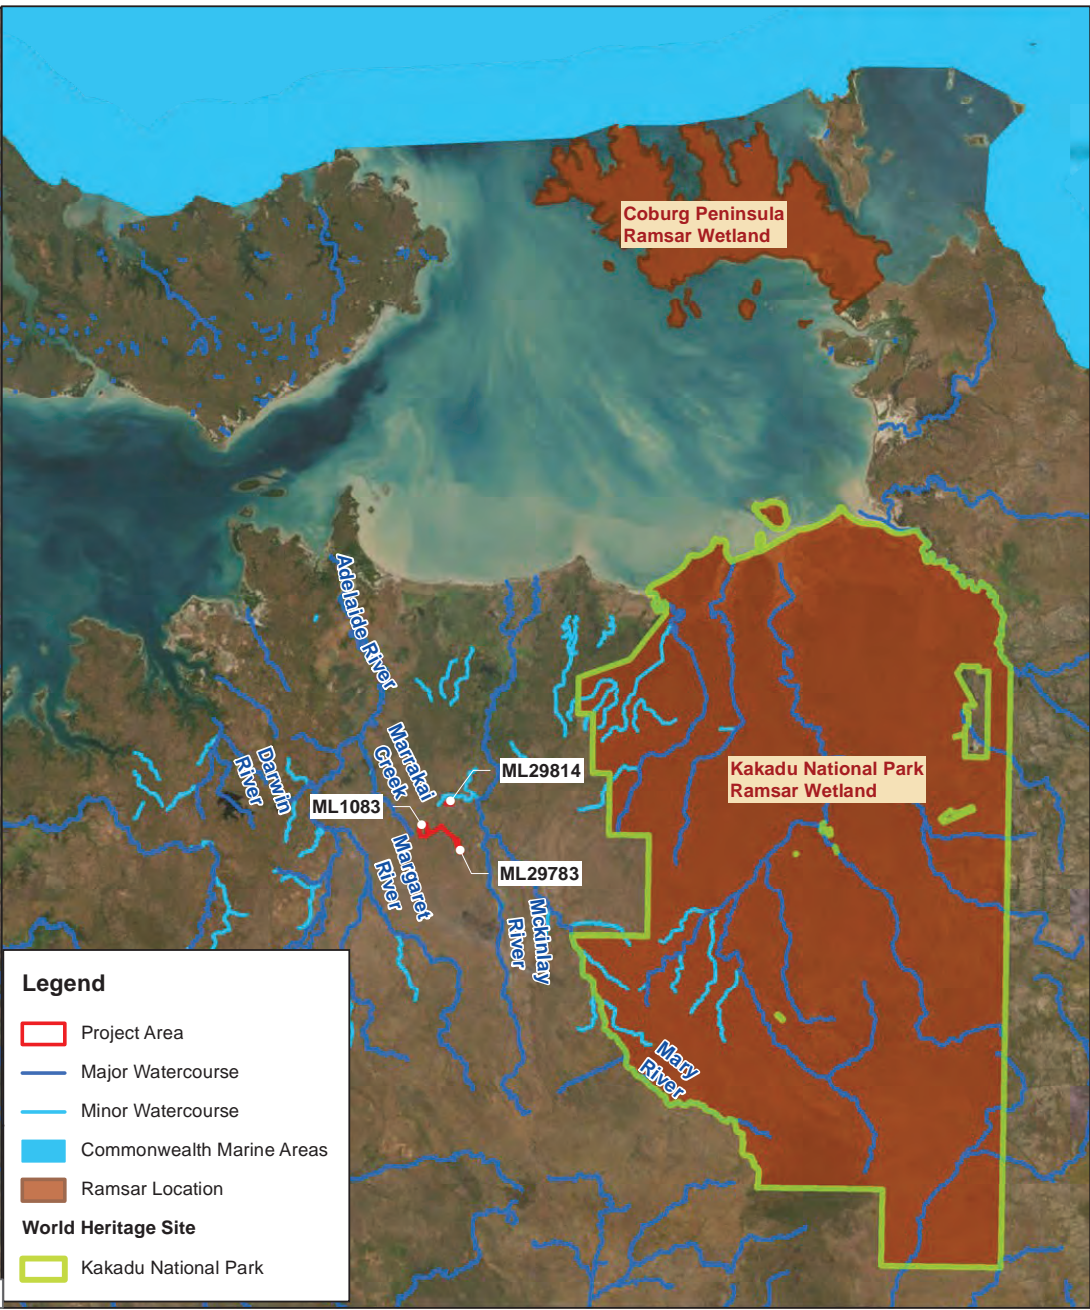 Coburg Peninsula
Ramsar Wetland
Adelaide River
Marrakai
Creek
Darwin
River
ML29814
ML1083
Kakadu National Park
Ramsar Wetland
Margaret
River
ML29783
Mckinlay
River
Mary
River
Legend
Project Area
Major Watercourse
Minor Watercourse
Commonwealth Marine Areas
Ramsar Location
World Heritage Site
Kakadu National Park